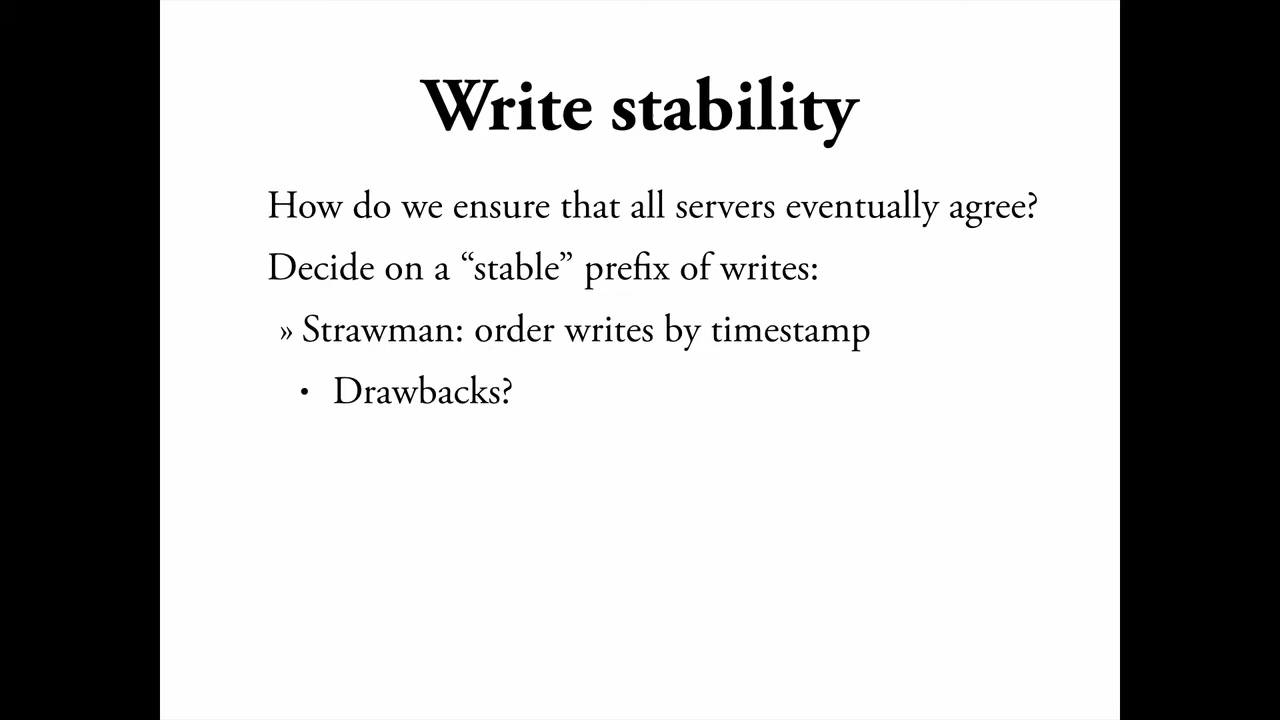 Write stability
How do we ensure that all servers eventually agree?
Decide on a “stable” prefix of writes:
» Strawman: order writes by timestamp
• Drawbacks?